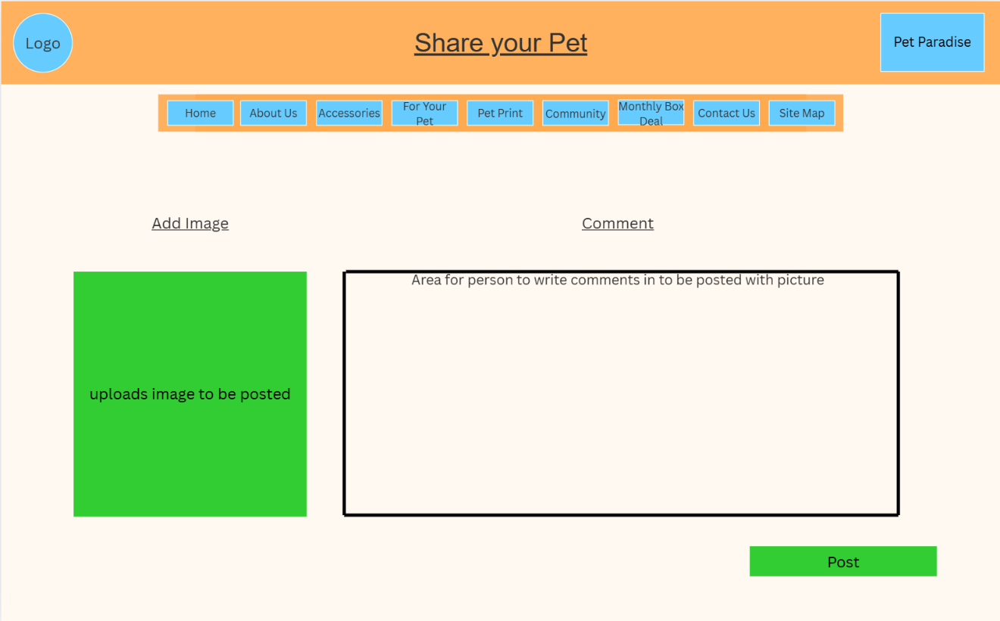 Logo
Share your Pet
Pet Paradise
Home
About Us
Accessories
For Your
Pet
Pet Print
Community
Monthly Box
Deal
Contact Us
Site Map
Add Image
Comment
Area for person to write comments in to be posted with picture
uploads image to be posted
Post